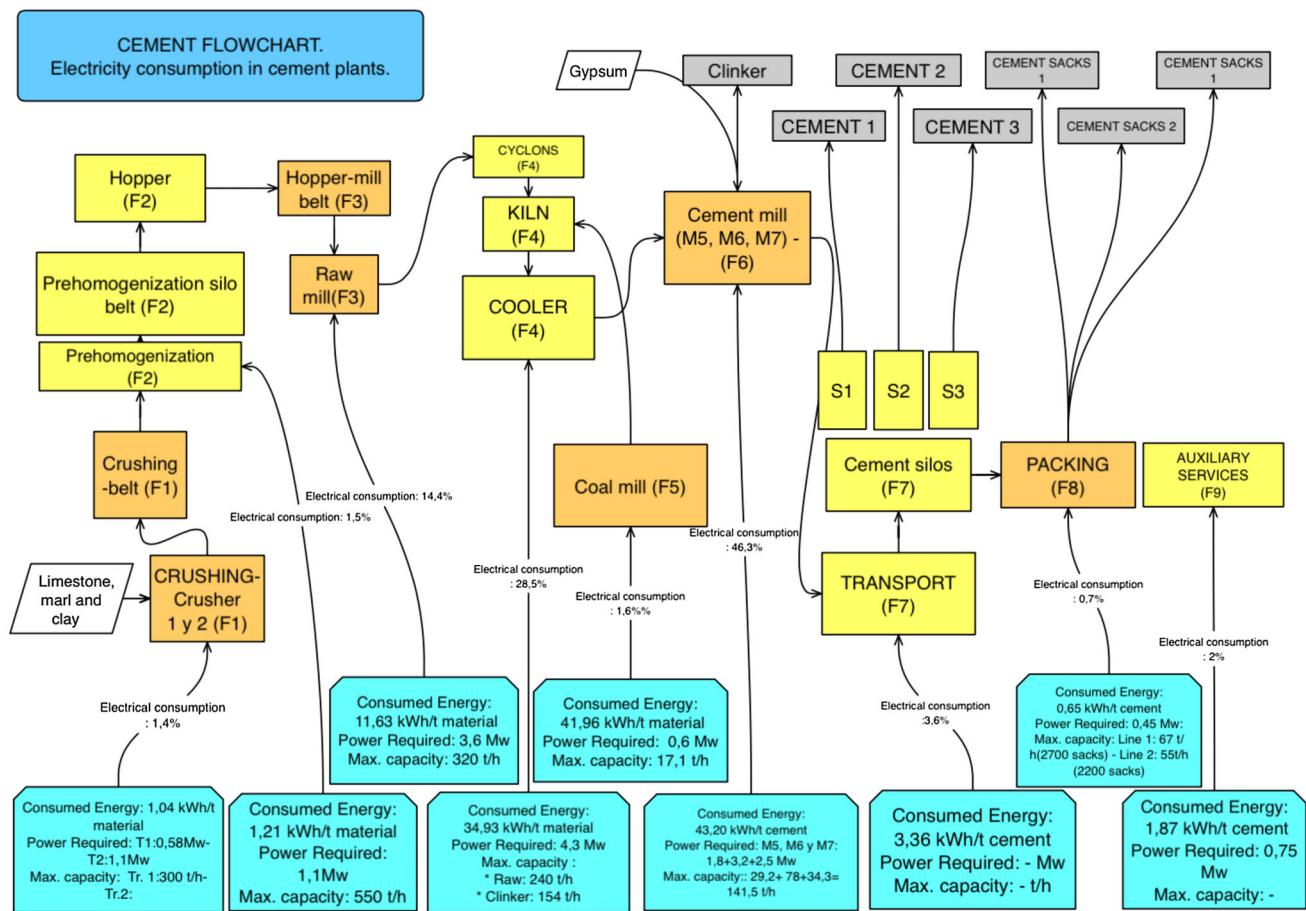 CEMENT FLOWCHART.
Electricity consumption in cement plants.
Gypsum
Clinker
CEMENT 2
CEMENT SACKS
1
CEMENT SACKS
1
CEMENT 1
CEMENT 3
CEMENT SACKS 2
Hopper
(F2)
Hopper-mill
belt (F3)
CYCLONS
(F4)
KILN
(F4)
Cement mill
(M5, M6, M7) -
(F6)
Prehomogenization silo
belt (F2)
Raw
mill(F3)
COOLER
(F4)
Prehomogenization
(F2)
S1
S2
S3
Crushing
-belt (F1)
Coal mill (F5)
Cement silos
(F7)
PACKING
(F8)
AUXILIARY
SERVICES
(F9)
Electrical consumption: 14,4%
Electrical consumption: 1,5%
Electrical consumption
: 46,3%
Limestone,
marl and
clay
CRUSHING-
Crusher
1 y 2 (F1)
Electrical consumption
: 28,5%
Electrical consumption
: 1,6%%
TRANSPORT
(F7)
Electrical consumption
: 0,7%
Electrical consumption
: 2%
Electrical consumption
: 1,4%
Electrical consumption
:3,6%
Consumed Energy:
11,63 kWh/t material
Power Required: 3,6 Mw
Max. capacity: 320 t/h
Consumed Energy:
41,96 kWh/t material
Power Required:  0,6 Mw
Max. capacity: 17,1 t/h
Consumed Energy:
0,65 kWh/t cement
Power Required: 0,45 Mw:
Max. capacity: Line 1: 67 t/
h(2700 sacks) - Line 2: 55t/h
(2200 sacks)
Consumed Energy: 1,04 kWh/t
material
Power Required: T1:0,58Mw-
T2:1,1Mw
Max. capacity:  Tr. 1:300 t/h-
Tr.2:
Consumed Energy:
1,21 kWh/t material
Power Required:
1,1Mw
Max. capacity: 550 t/h
Consumed Energy:
34,93 kWh/t material
Power Required: 4,3 Mw
Max. capacity :
* Raw: 240 t/h
* Clinker: 154 t/h
Consumed Energy:
43,20 kWh/t cement
Power Required: M5, M6 y M7:
1,8+3,2+2,5 Mw
Max. capacity:: 29,2+ 78+34,3=
141,5 t/h
Consumed Energy:
3,36 kWh/t cement
Power Required: - Mw
Max. capacity: - t/h
Consumed Energy:
1,87 kWh/t cement
Power Required: 0,75
Mw
Max. capacity: -